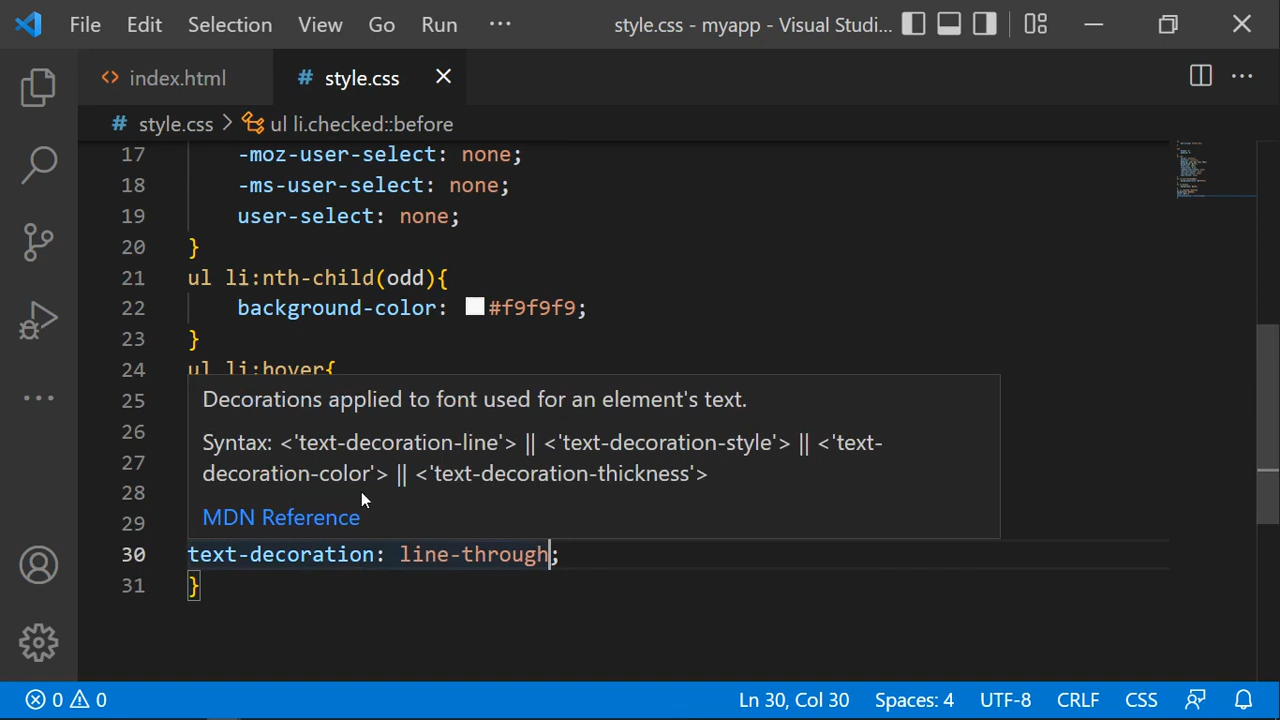 File Edit Selection View Go Run ··· style.css - myapp - Visual Studi...
index.html # style.css
# style.css > ul li.checked::before
17 -moz-user-select: none;
18 -ms-user-select: none;
19 user-select: none;
20 }
21 ul li:nth-child(odd){
22 background-color: #f9f9f9;
23 }
24 ul li:hover{
25
26
27
28
29
Decorations applied to font used for an element's text.
Syntax: <'text-decoration-line'> || <'text-decoration-style'> || <'text-
decoration-color'> || <'text-decoration-thickness'>
MDN Reference
30 text-decoration: line-through;
31 }
0 0 Ln 30, Col 30 Spaces: 4 UTF-8 CRLF CSS